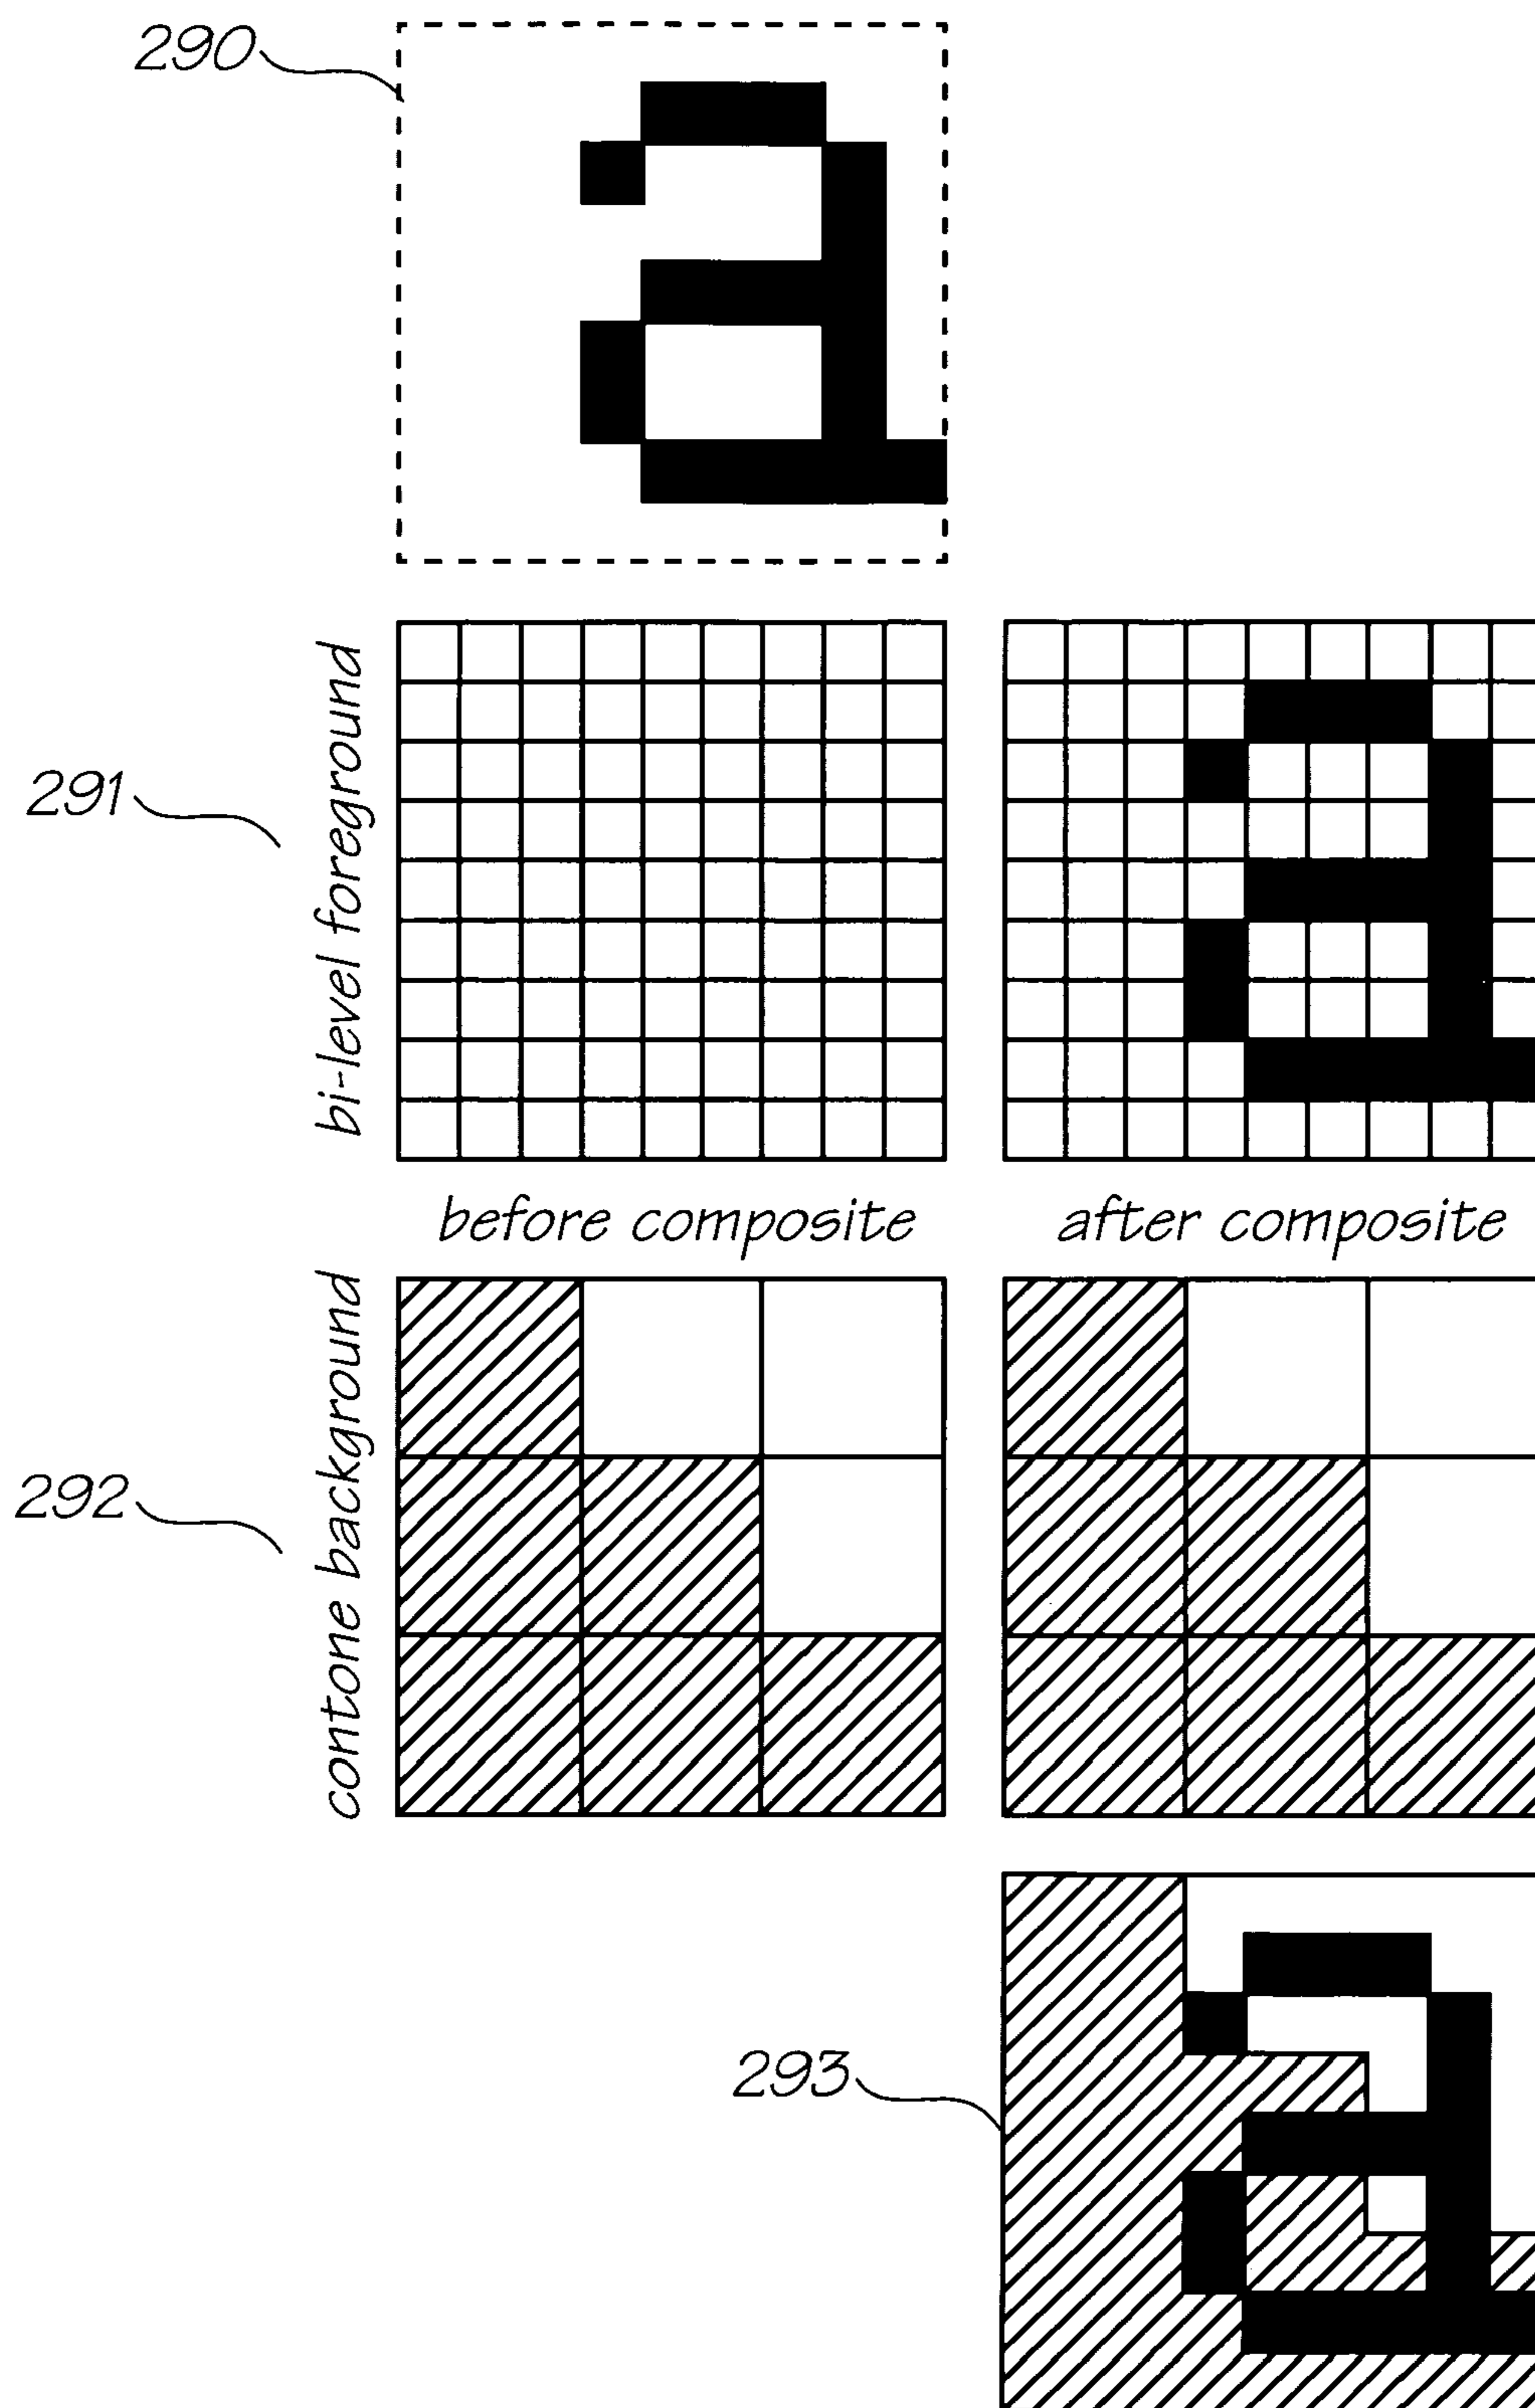 290
a
bi-level foreground
291
a
before composite
after composite
contone background
292
293
a